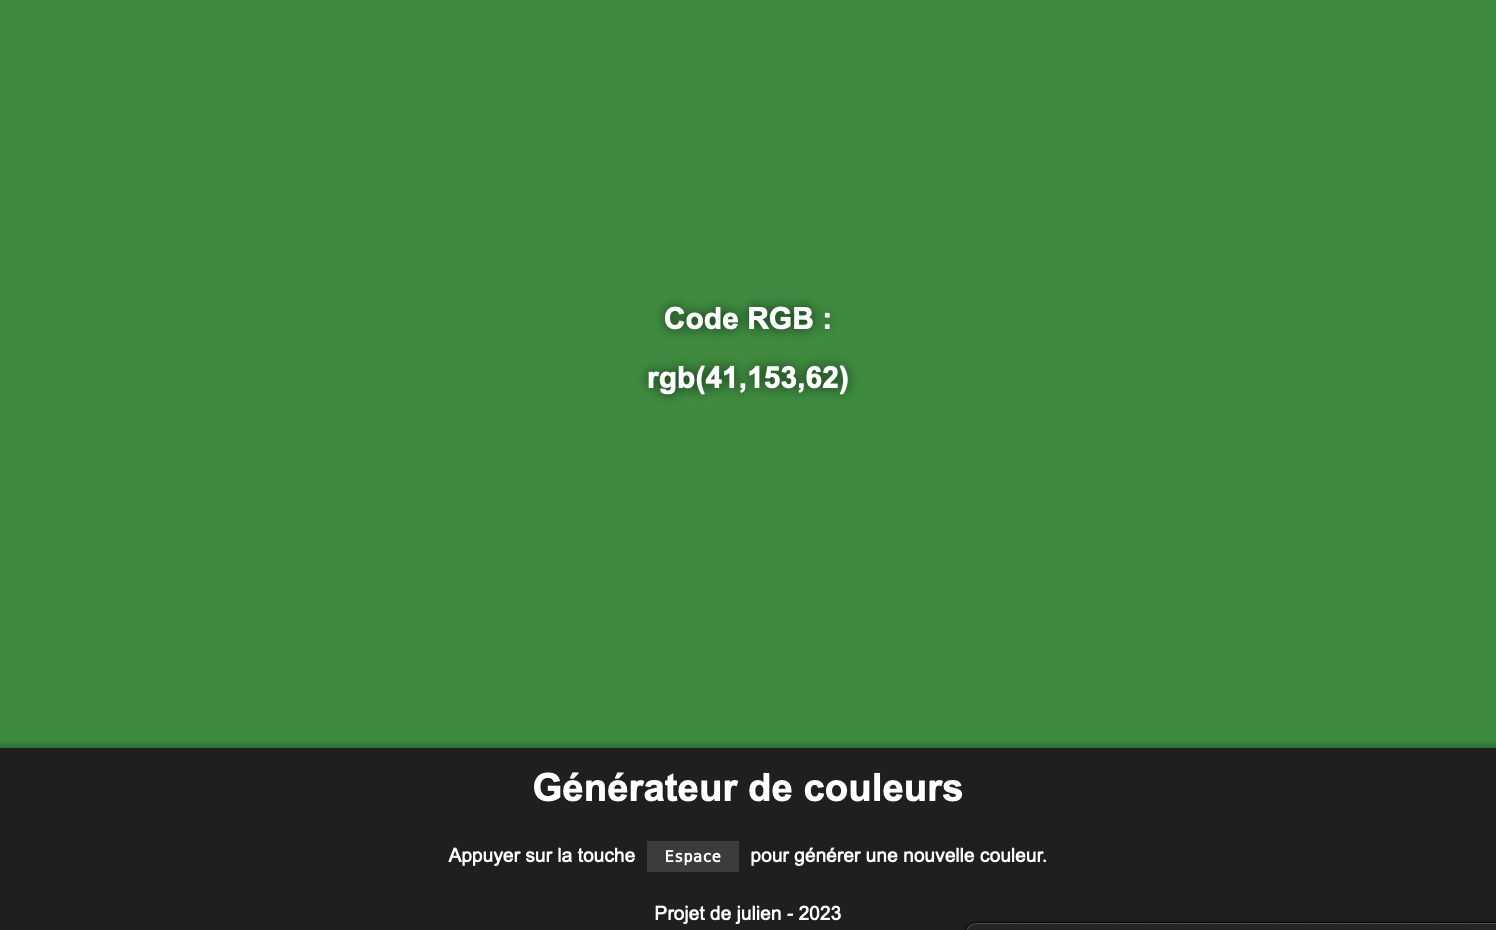 Code RGB :
rgb(41,153,62)
Générateur de couleurs
Appuyer sur la touche Espace pour générer une nouvelle couleur.
Projet de julien - 2023